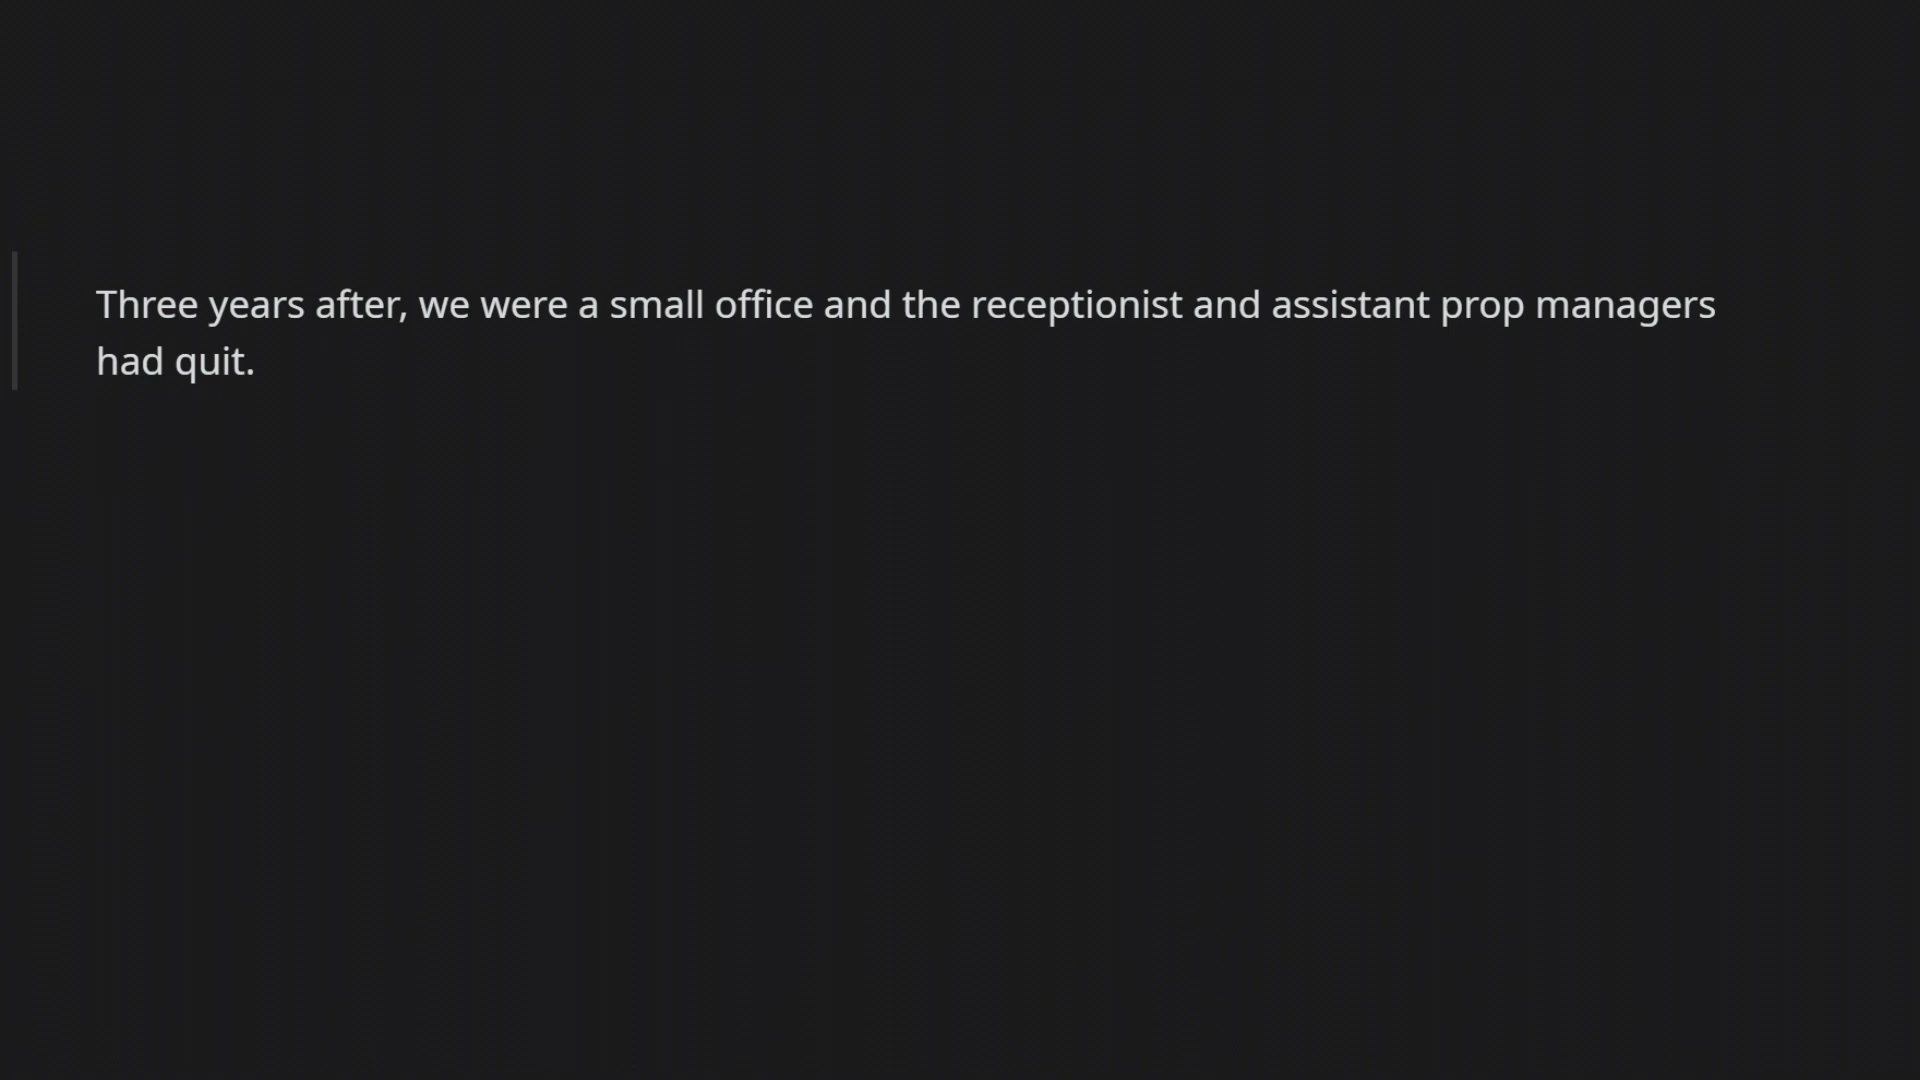 Three years after, we were a small office and the receptionist and assistant prop managers
had quit.